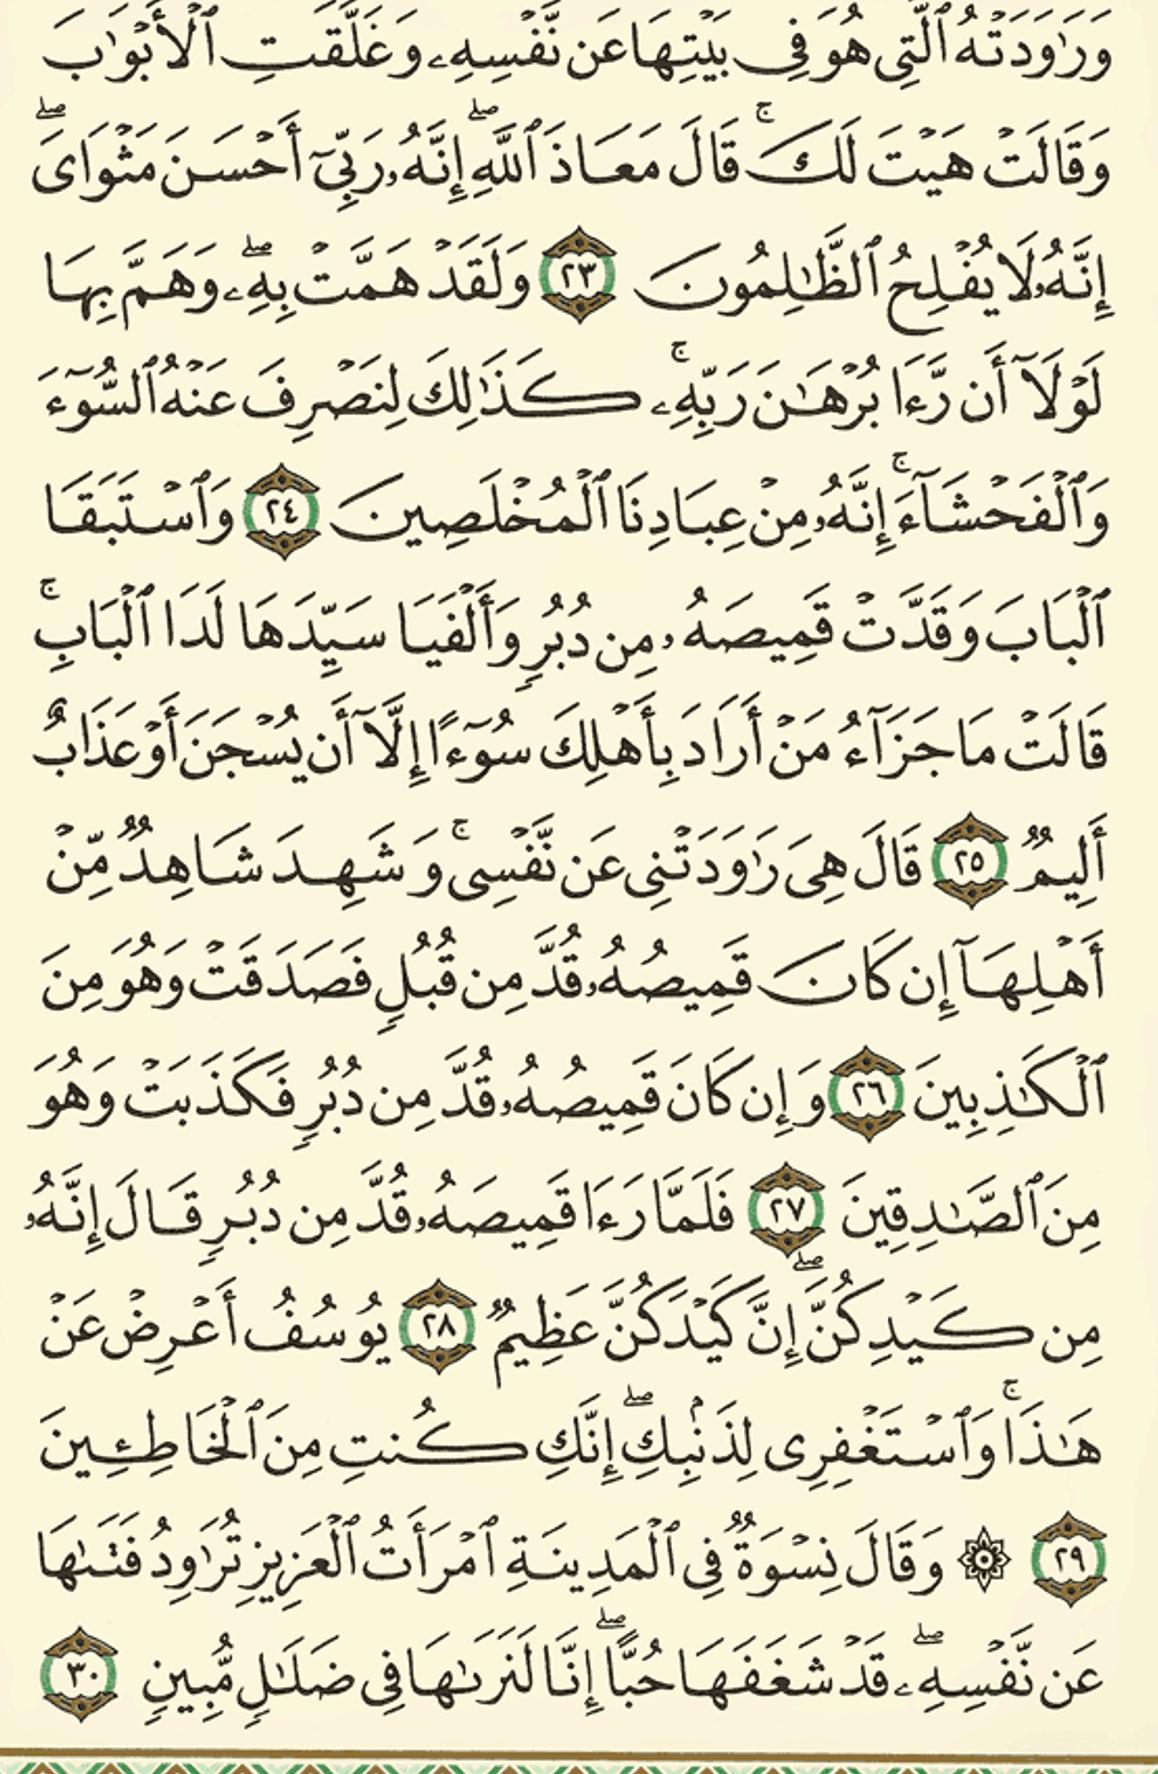 وَرَٰوَدَتْهُ ٱلَّتِى هُوَ فِى بَيْتِهَا عَن نَّفْسِهِۦ وَغَلَّقَتِ ٱلْأَبْوَٰبَ
وَقَالَتْ هَيْتَ لَكَ ۚ قَالَ مَعَاذَ ٱللَّهِ ۖ إِنَّهُۥ رَبِّىٓ أَحْسَنَ مَثْوَاىَ ۖ
إِنَّهُۥ لَا يُفْلِحُ ٱلظَّٰلِمُونَ ٢٣ وَلَقَدْ هَمَّتْ بِهِۦ ۖ وَهَمَّ بِهَا
لَوْلَآ أَن رَّءَا بُرْهَٰنَ رَبِّهِۦ ۚ كَذَٰلِكَ لِنَصْرِفَ عَنْهُ ٱلسُّوٓءَ
وَٱلْفَحْشَآءَ ۚ إِنَّهُۥ مِنْ عِبَادِنَا ٱلْمُخْلَصِينَ ٢٤ وَٱسْتَبَقَا
ٱلْبَابَ وَقَدَّتْ قَمِيصَهُۥ مِن دُبُرٍ وَأَلْفَيَا سَيِّدَهَا لَدَا ٱلْبَابِ ۚ
قَالَتْ مَا جَزَآءُ مَنْ أَرَادَ بِأَهْلِكَ سُوٓءًا إِلَّآ أَن يُسْجَنَ أَوْ عَذَابٌ
أَلِيمٌ ٢٥ قَالَ هِىَ رَٰوَدَتْنِى عَن نَّفْسِى ۚ وَشَهِدَ شَاهِدٌ مِّنْ
أَهْلِهَآ إِن كَانَ قَمِيصُهُۥ قُدَّ مِن قُبُلٍ فَصَدَقَتْ وَهُوَ مِنَ
ٱلْكَٰذِبِينَ ٢٦ وَإِن كَانَ قَمِيصُهُۥ قُدَّ مِن دُبُرٍ فَكَذَبَتْ وَهُوَ
مِنَ ٱلصَّٰدِقِينَ ٢٧ فَلَمَّا رَءَا قَمِيصَهُۥ قُدَّ مِن دُبُرٍ قَالَ إِنَّهُۥ
مِن كَيْدِكُنَّ ۖ إِنَّ كَيْدَكُنَّ عَظِيمٌ ٢٨ يُوسُفُ أَعْرِضْ عَنْ
هَٰذَا ۚ وَٱسْتَغْفِرِى لِذَنۢبِكِ ۖ إِنَّكِ كُنتِ مِنَ ٱلْخَاطِـِٔينَ
٢٩ ۞ وَقَالَ نِسْوَةٌ فِى ٱلْمَدِينَةِ ٱمْرَأَتُ ٱلْعَزِيزِ تُرَٰوِدُ فَتَىٰهَا
عَن نَّفْسِهِۦ ۖ قَدْ شَغَفَهَا حُبًّا ۖ إِنَّا لَنَرَىٰهَا فِى ضَلَٰلٍ مُّبِينٍ ٣٠